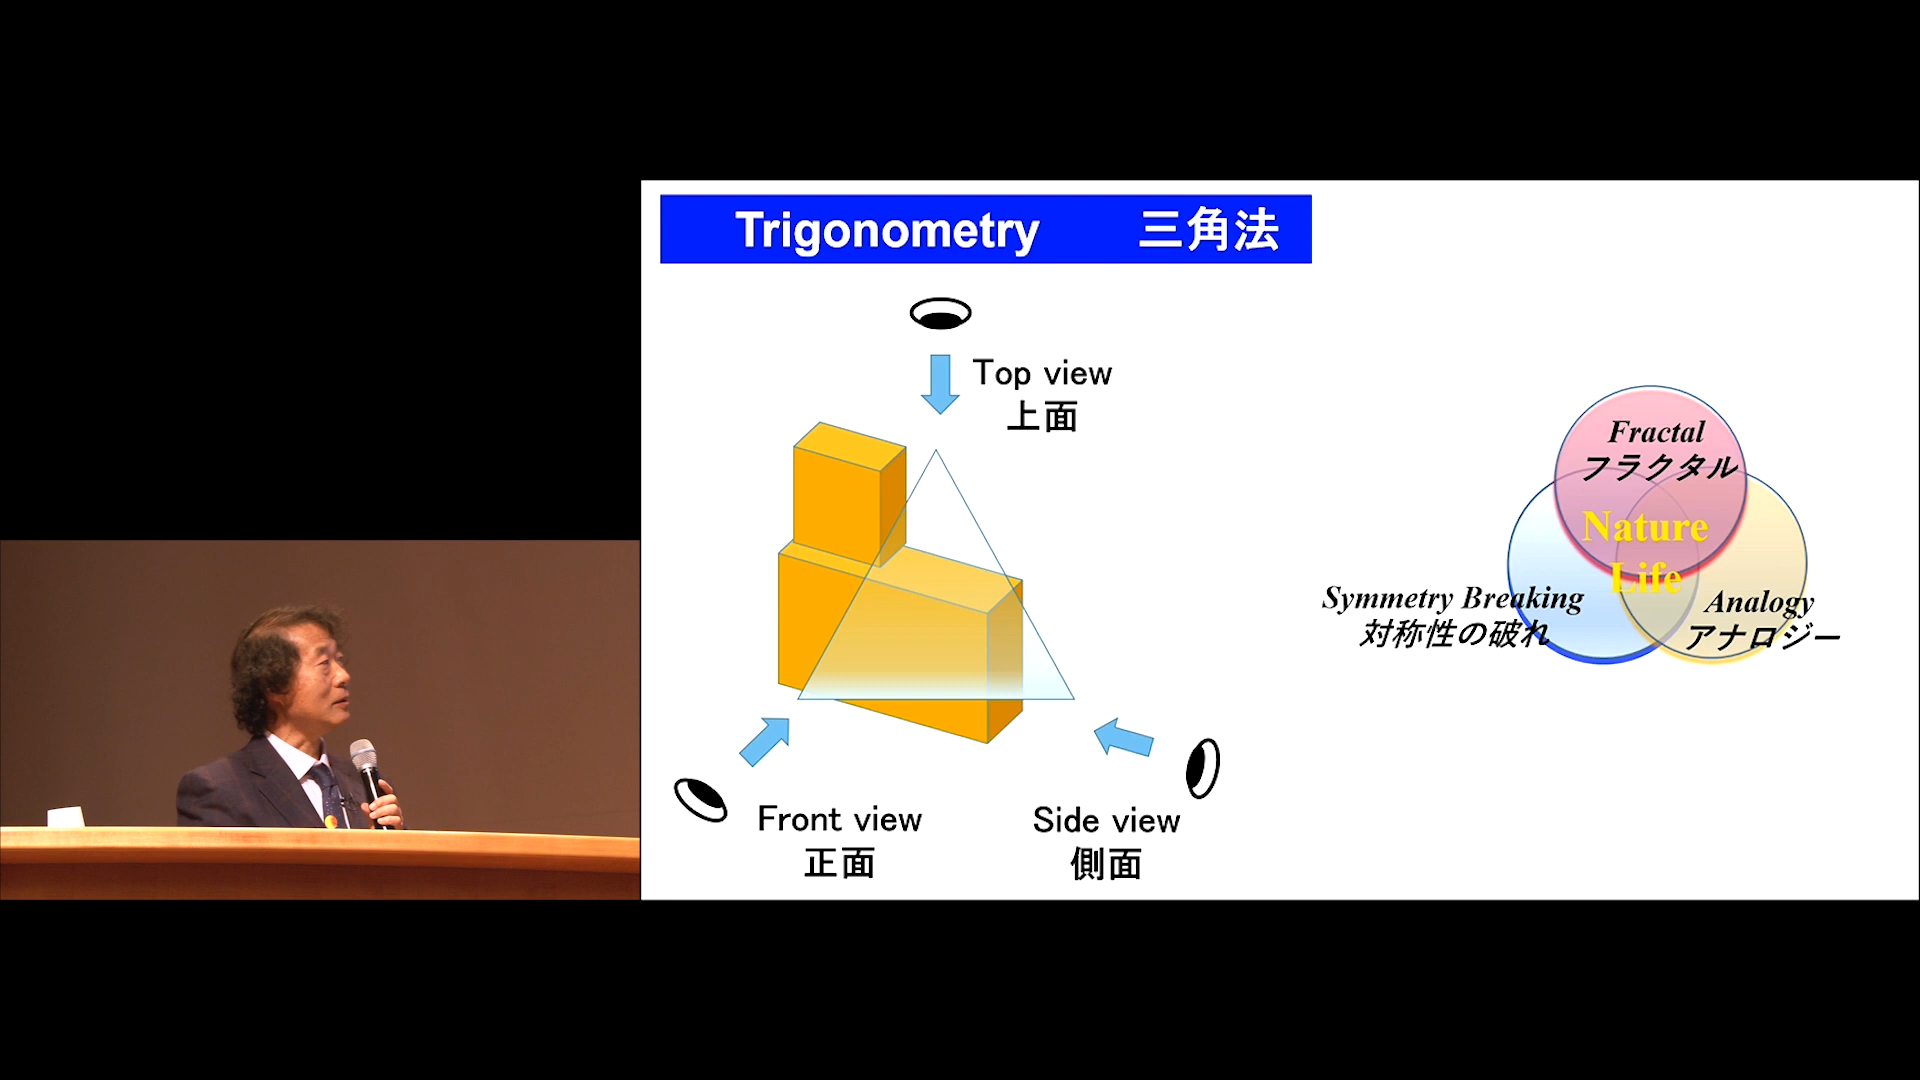 Trigonometry 三角法
Top view
上面
Front view
正面
Side view
側面
Fractal
フラクタル
Nature
Life
Symmetry Breaking
対称性の破れ
Analogy
アナロジー